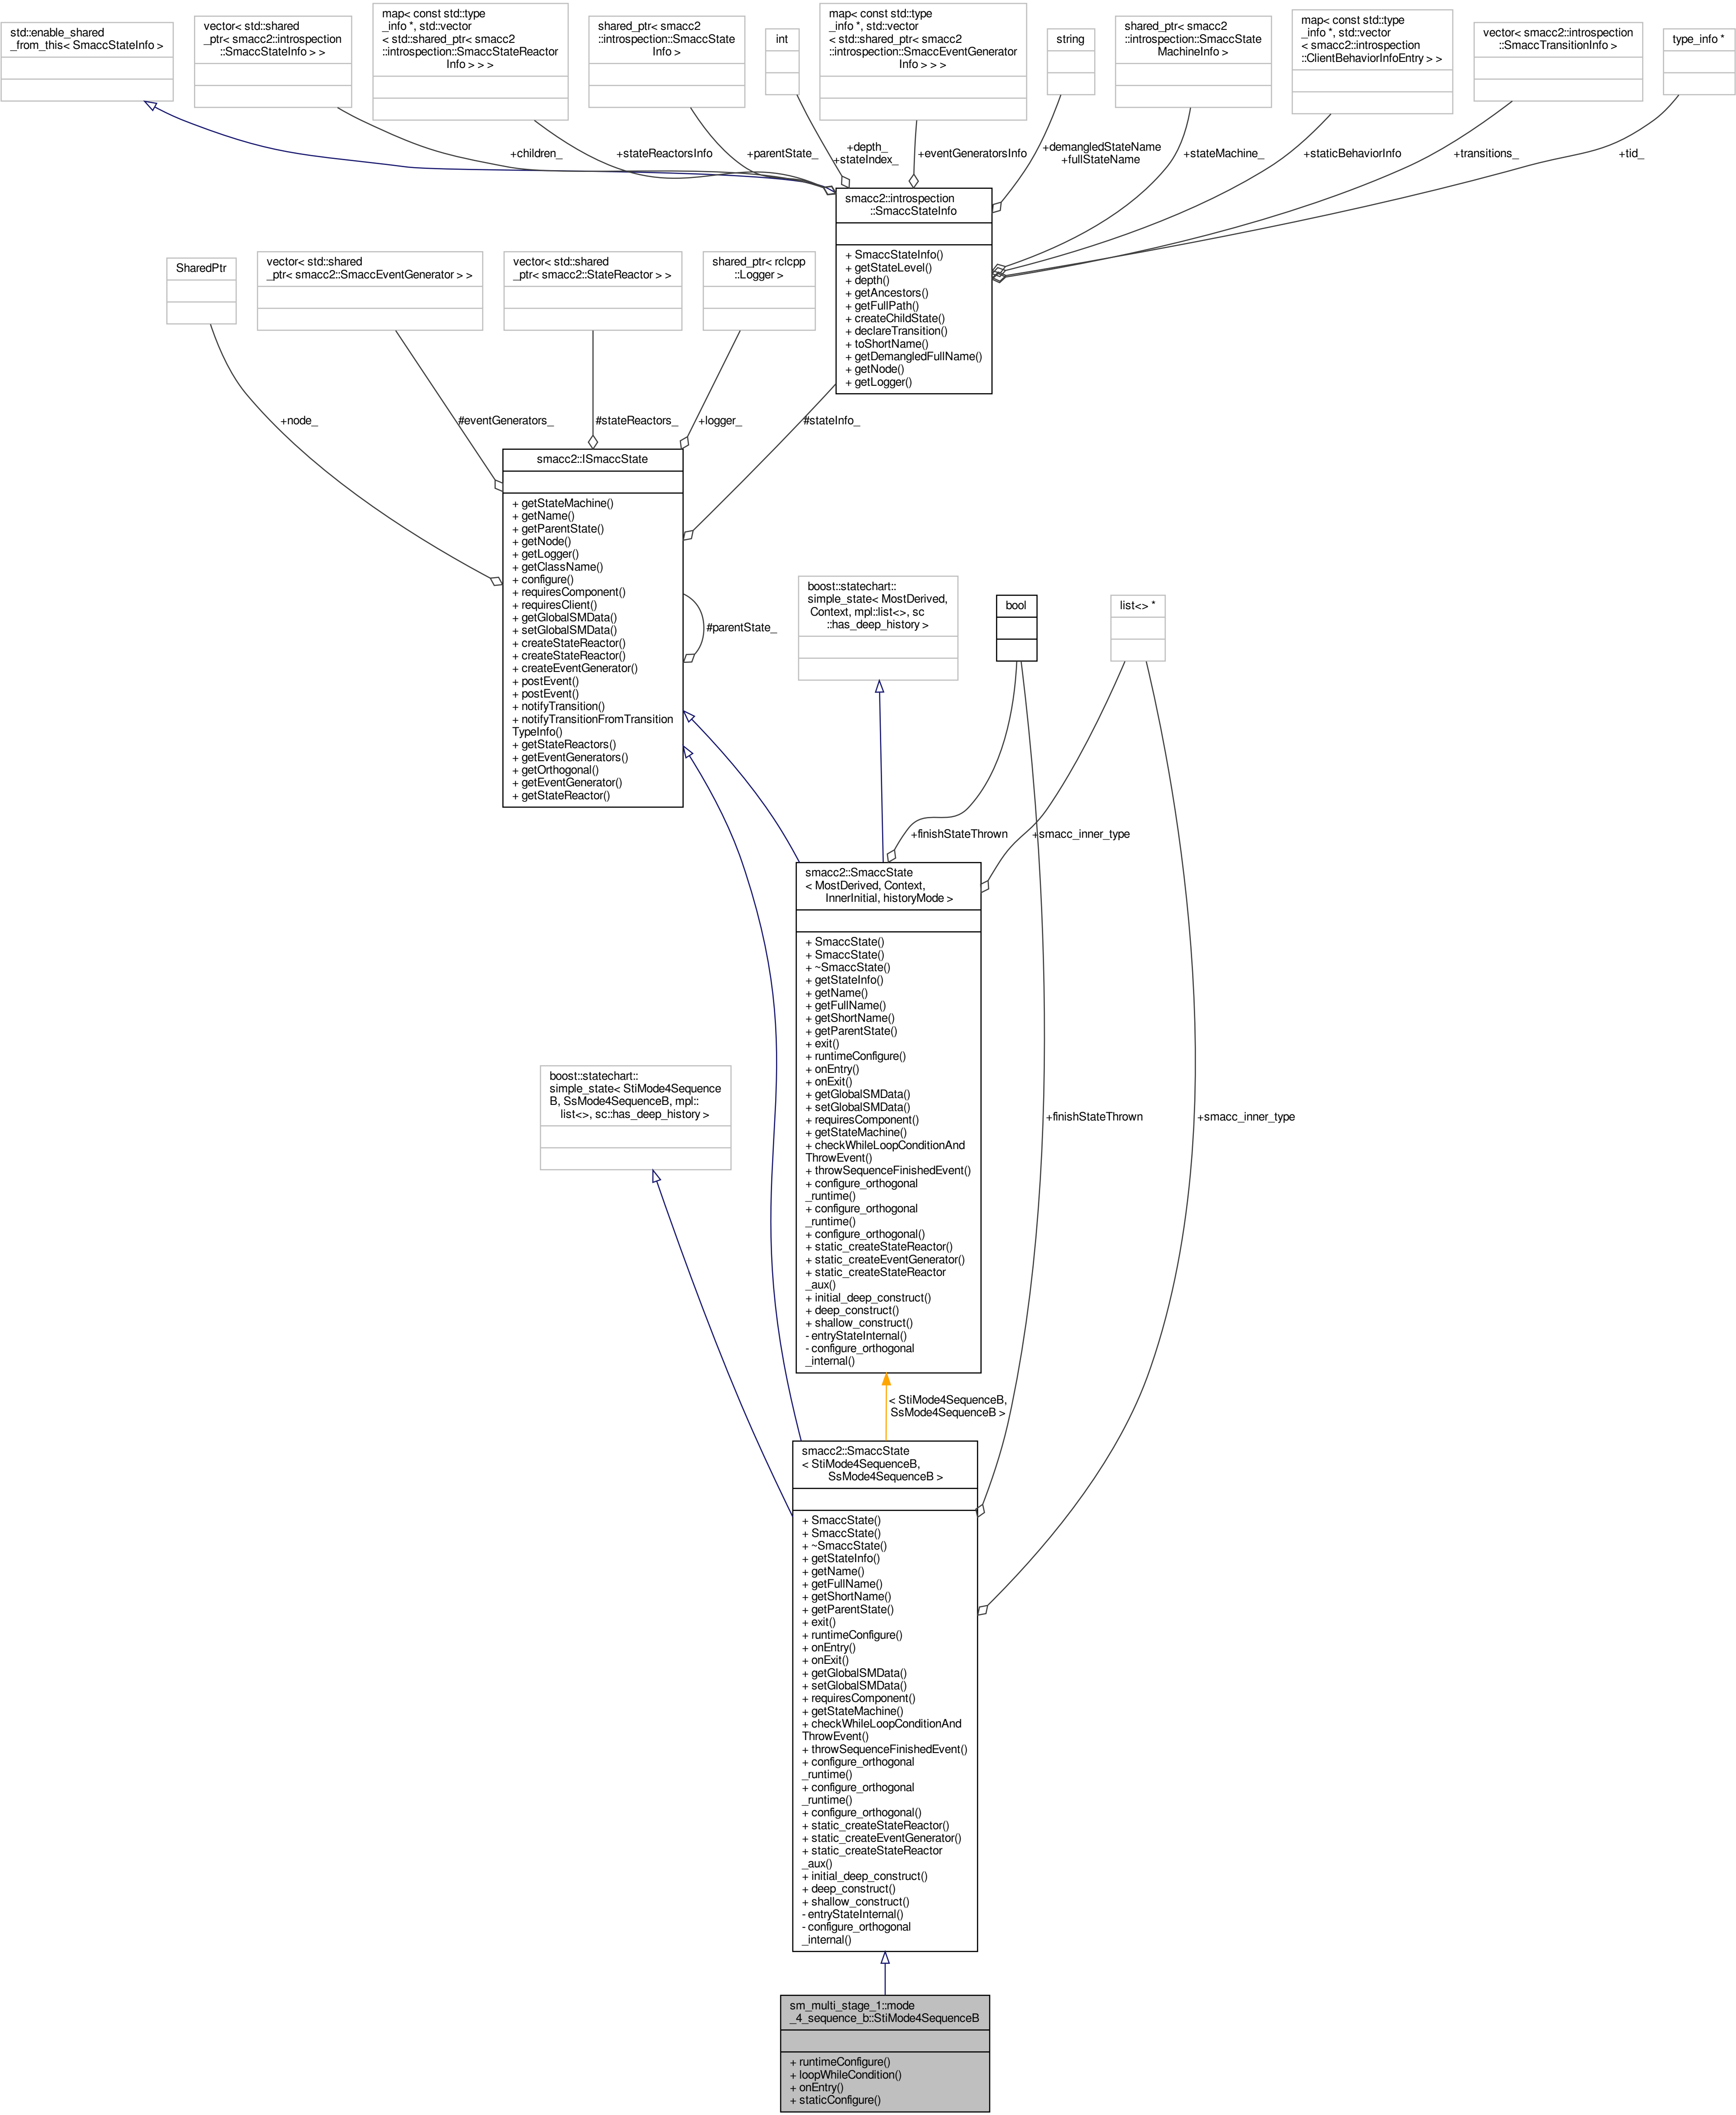 std::enable_shared
_from_this< SmaccStateInfo >
vector< std::shared
_ptr< smacc2::introspection
::SmaccStateInfo > >
map< const std::type
_info *, std::vector
< std::shared_ptr< smacc2
::introspection::SmaccStateReactor
Info > > >
shared_ptr< smacc2
::introspection::SmaccState
Info >
int
map< const std::type
_info *, std::vector
< std::shared_ptr< smacc2
::introspection::SmaccEventGenerator
Info > > >
string
shared_ptr< smacc2
::introspection::SmaccState
MachineInfo >
map< const std::type
_info *, std::vector
< smacc2::introspection
::ClientBehaviorInfoEntry > >
vector< smacc2::introspection
::SmaccTransitionInfo >
type_info *
+children_
+stateReactorsInfo
+parentState_
+depth_
+stateIndex_
+eventGeneratorsInfo
+demangledStateName
+fullStateName
+stateMachine_
+staticBehaviorInfo
+transitions_
+tid_
smacc2::introspection
::SmaccStateInfo
+ SmaccStateInfo()
+ getStateLevel()
+ depth()
+ getAncestors()
+ getFullPath()
+ createChildState()
+ declareTransition()
+ toShortName()
+ getDemangledFullName()
+ getNode()
+ getLogger()
SharedPtr
vector< std::shared
_ptr< smacc2::SmaccEventGenerator > >
vector< std::shared
_ptr< smacc2::StateReactor > >
shared_ptr< rclcpp
::Logger >
+node_
#eventGenerators_
#stateReactors_
+logger_
#stateInfo_
smacc2::ISmaccState
+ getStateMachine()
+ getName()
+ getParentState()
+ getNode()
+ getLogger()
+ getClassName()
+ configure()
+ requiresComponent()
+ requiresClient()
+ getGlobalSMData()
+ setGlobalSMData()
+ createStateReactor()
+ createStateReactor()
+ createEventGenerator()
+ postEvent()
+ postEvent()
+ notifyTransition()
+ notifyTransitionFromTransition
TypeInfo()
+ getStateReactors()
+ getEventGenerators()
+ getOrthogonal()
+ getEventGenerator()
+ getStateReactor()
#parentState_
boost::statechart::
simple_state< MostDerived,
Context, mpl::list<>, sc
::has_deep_history >
bool
list<> *
+finishStateThrown
+smacc_inner_type
smacc2::SmaccState
< MostDerived, Context,
InnerInitial, historyMode >
+ SmaccState()
+ SmaccState()
+ ~SmaccState()
+ getStateInfo()
+ getName()
+ getFullName()
+ getShortName()
+ getParentState()
+ exit()
+ runtimeConfigure()
+ onEntry()
+ onExit()
+ getGlobalSMData()
+ setGlobalSMData()
+ requiresComponent()
+ getStateMachine()
+ checkWhileLoopConditionAnd
ThrowEvent()
+ throwSequenceFinishedEvent()
+ configure_orthogonal
_runtime()
+ configure_orthogonal
_runtime()
+ configure_orthogonal()
+ static_createStateReactor()
+ static_createEventGenerator()
+ static_createStateReactor
_aux()
+ initial_deep_construct()
+ deep_construct()
+ shallow_construct()
- entryStateInternal()
- configure_orthogonal
_internal()
boost::statechart::
simple_state< StiMode4Sequence
B, SsMode4SequenceB, mpl::
list<>, sc::has_deep_history >
+finishStateThrown
+smacc_inner_type
< StiMode4SequenceB,
SsMode4SequenceB >
smacc2::SmaccState
< StiMode4SequenceB,
SsMode4SequenceB >
+ SmaccState()
+ SmaccState()
+ ~SmaccState()
+ getStateInfo()
+ getName()
+ getFullName()
+ getShortName()
+ getParentState()
+ exit()
+ runtimeConfigure()
+ onEntry()
+ onExit()
+ getGlobalSMData()
+ setGlobalSMData()
+ requiresComponent()
+ getStateMachine()
+ checkWhileLoopConditionAnd
ThrowEvent()
+ throwSequenceFinishedEvent()
+ configure_orthogonal
_runtime()
+ configure_orthogonal
_runtime()
+ configure_orthogonal()
+ static_createStateReactor()
+ static_createEventGenerator()
+ static_createStateReactor
_aux()
+ initial_deep_construct()
+ deep_construct()
+ shallow_construct()
- entryStateInternal()
- configure_orthogonal
_internal()
sm_multi_stage_1::mode
_4_sequence_b::StiMode4SequenceB
+ runtimeConfigure()
+ loopWhileCondition()
+ onEntry()
+ staticConfigure()